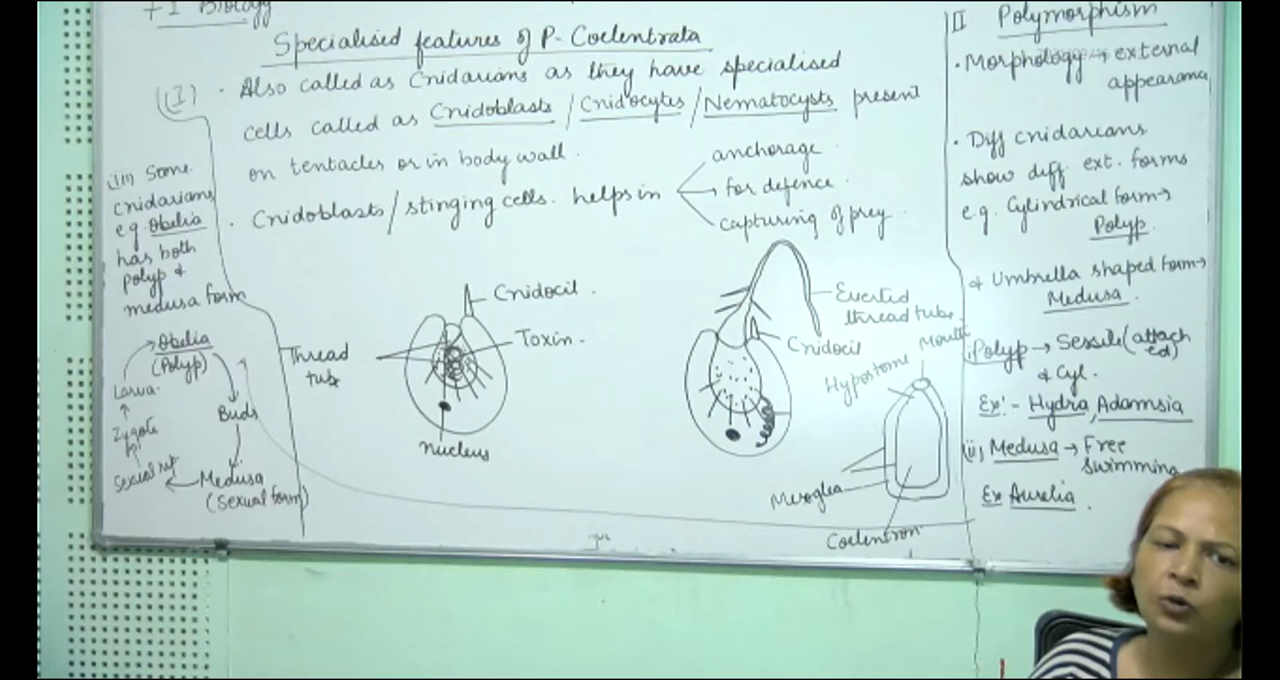 +1 Biology
Specialised features of P- Coelentrata
(I) · Also called as Cnidarians as they have specialised
cells called as Cnidoblasts / Cnidocytes / Nematocysts present
on tentacles or in body wall.
· Cnidoblasts / stinging cells. helps in
anchorage
→ for defence.
capturing of prey.
Cnidocil.
Toxin.
Thread
tube
nucleus
Everted
thread tube.
Cnidocil
Hypostome
Mouth
Mesoglea
Coelentron
(III) Some
cnidarians
e.g. Obelia
has both
Polyp &
medusa form
Obelia
(Polyp)
Buds
Medusa
(Sexual form)
Sexual rep
Zygote
Larva
II Polymorphism
· Morphology → external
appearama
· Diff cnidareans
show diff. ext. forms
e.g. Cylindrical form→
Polyp.
& Umbrella shaped form→
Medusa.
i, Polyp → Sessile (attach
ed)
& Cyl.
Ex:- Hydra, Adamsia
(ii) Medusa → Free
swimming
Ex Aurelia.